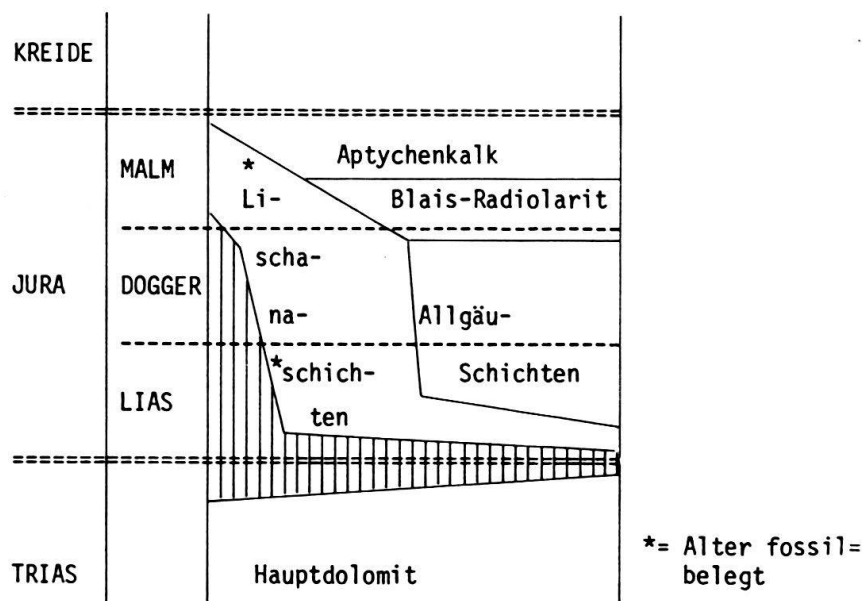 KREIDE
Aptychenkalk
MALM
*
Li-
Blais-Radiolarit
scha-
JURA
DOGGER
na-
Allgäu-
*schich-
Schichten
LIAS
ten
*= Alter fossil=
belegt
TRIAS
Hauptdolomit